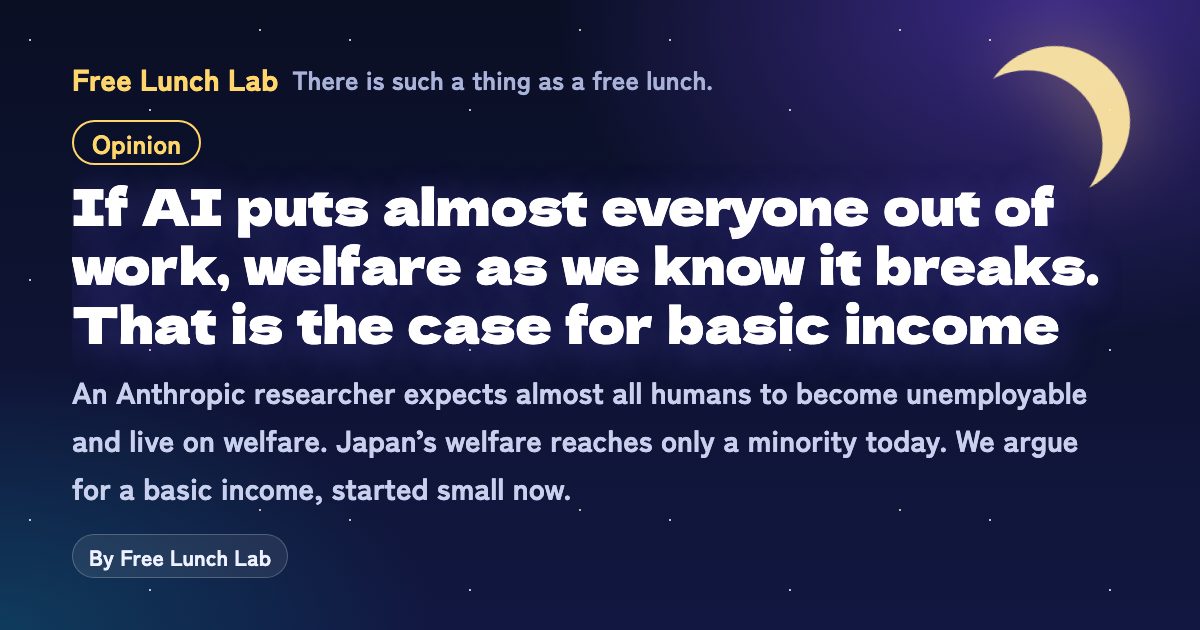 Free Lunch Lab There is such a thing as a free lunch.
Opinion
If AI puts almost everyone out of
work, welfare as we know it breaks.
That is the case for basic income
An Anthropic researcher expects almost all humans to become unemployable
and live on welfare. Japan’s welfare reaches only a minority today. We argue
for a basic income, started small now.
By Free Lunch Lab